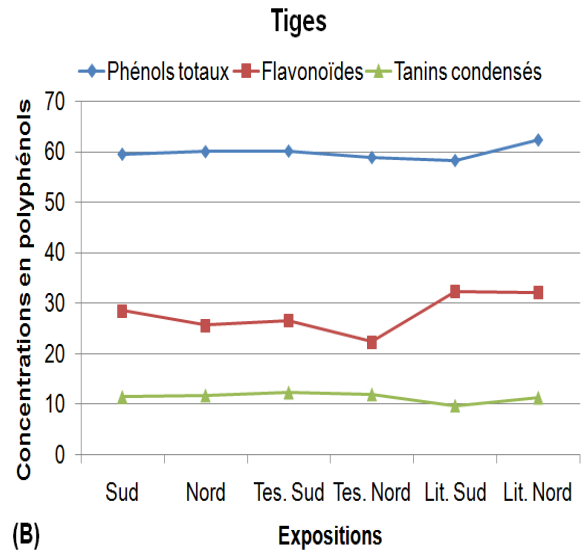 Tiges
Phénols totaux Flavonoïdes Tanins condensés
Concentrations en polyphénols
70
60
50
40
30
20
10
0
Sud Nord Tes. Sud Tes. Nord Lit. Sud Lit. Nord
(B) Expositions